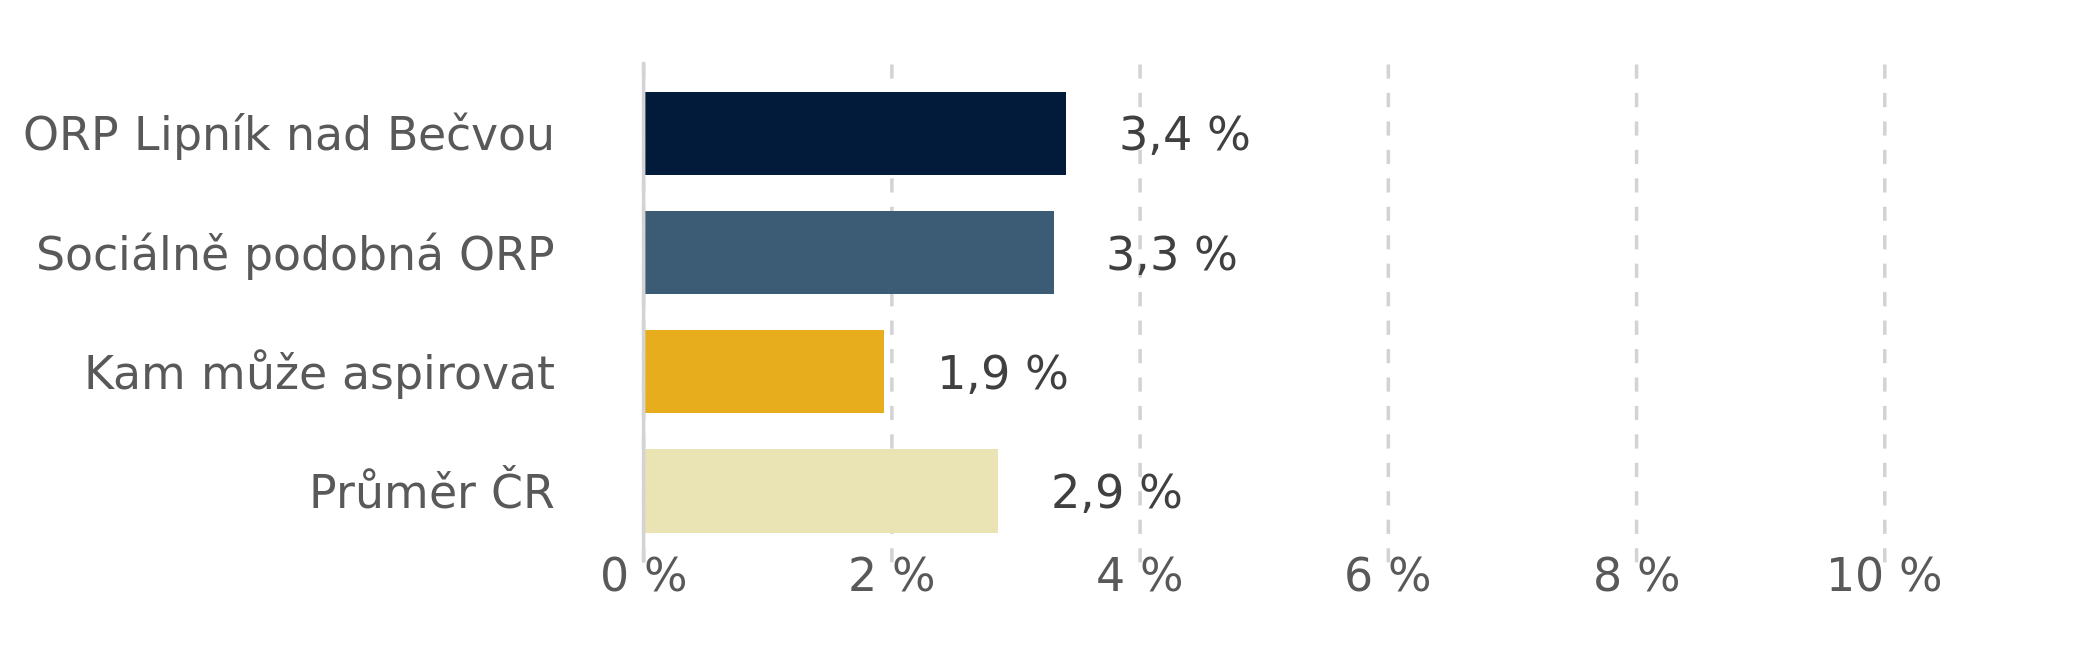 ORP Lipník nad Bečvou 3,4 %
Sociálně podobná ORP 3,3 %
Kam může aspirovat 1,9 %
Průměr ČR 2,9 %
0 % 2 % 4 % 6 % 8 % 10 %